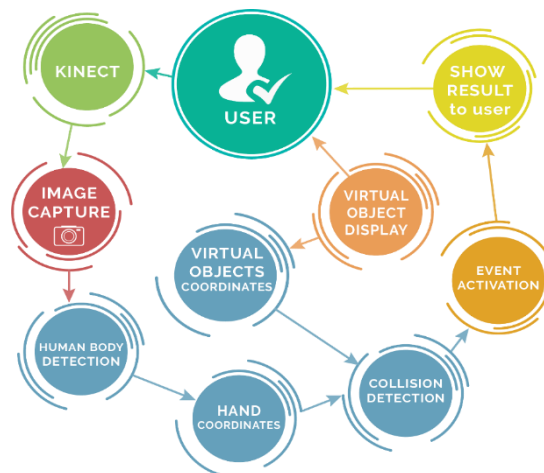 KINECT
USER
SHOW
RESULT
to user
IMAGE
CAPTURE
VIRTUAL
OBJECT
DISPLAY
VIRTUAL
OBJECTS
COORDINATES
EVENT
ACTIVATION
HUMAN BODY
DETECTION
HAND
COORDINATES
COLLISION
DETECTION